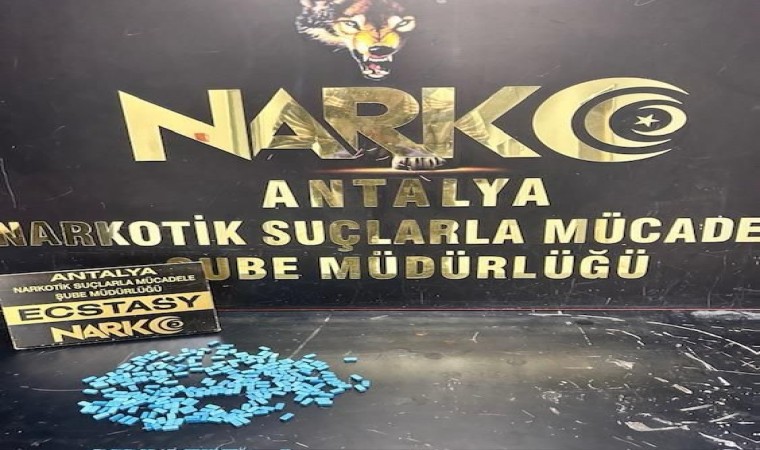 NARKO
ANTALYA
NARKOTİK SUÇLARLA MÜCADE
ŞUBE MÜDÜRLÜĞÜ
ANTALYA
NARKOTİK SUÇLARLA MÜCADELE
ŞUBE MÜDÜRLÜĞÜ
ECSTASY
NARKO